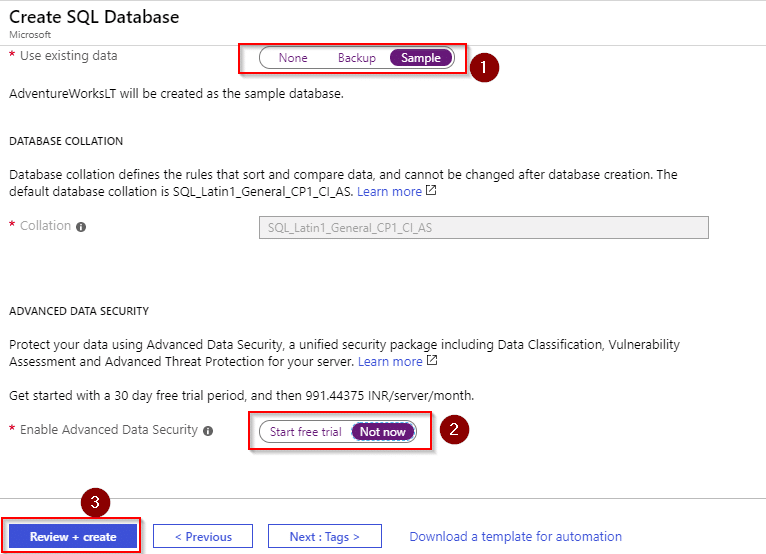 Create SQL Database
Microsoft
* Use existing data
None Backup Sample
1
AdventureWorksLT will be created as the sample database.
DATABASE COLLATION
Database collation defines the rules that sort and compare data, and cannot be changed after database creation. The
default database collation is SQL_Latin1_General_CP1_CI_AS. Learn more
* Collation
SQL_Latin1_General_CP1_CI_AS
ADVANCED DATA SECURITY
Protect your data using Advanced Data Security, a unified security package including Data Classification, Vulnerability
Assessment and Advanced Threat Protection for your server. Learn more
Get started with a 30 day free trial period, and then 991.44375 INR/server/month.
* Enable Advanced Data Security
Start free trial Not now
2
3
Review + create < Previous Next : Tags > Download a template for automation